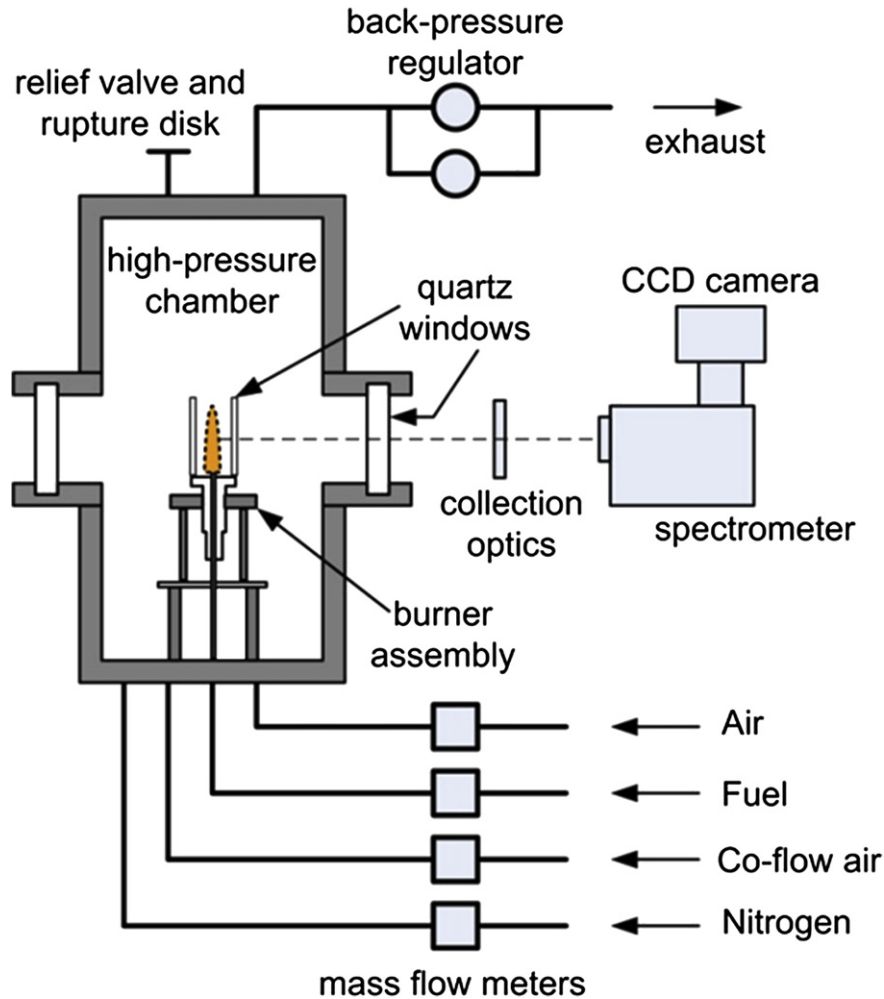 back-pressure
regulator
relief valve and
rupture disk
exhaust
high-pressure
chamber
quartz
windows
CCD camera
collection
optics
spectrometer
burner
assembly
Air
Fuel
Co-flow air
Nitrogen
mass flow meters